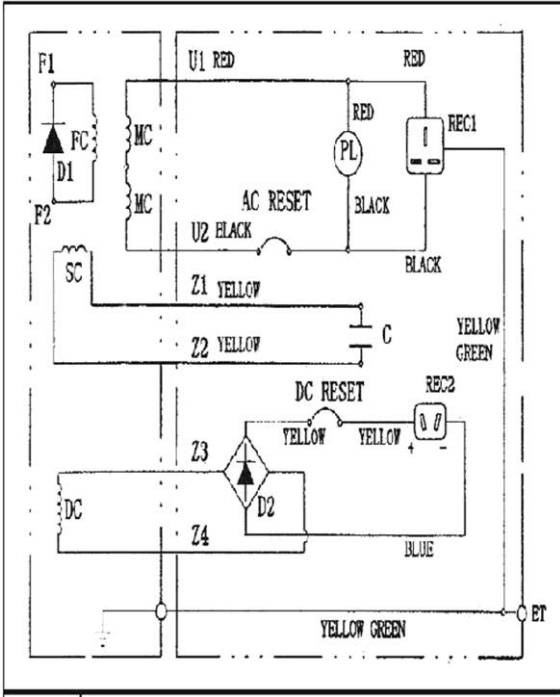 F1
U1 RED
RED
FC
D1
MC
RED
REC1
PL
MC
F2
AC RESET
BLACK
U2 BLACK
BLACK
SC
Z1 YELLOW
C
YELLOW
GREEN
Z2 YELLOW
DC RESET
REC2
YELLOW
YELLOW
+ -
Z3
DC
D2
Z4
BLUE
ET
YELLOW GREEN